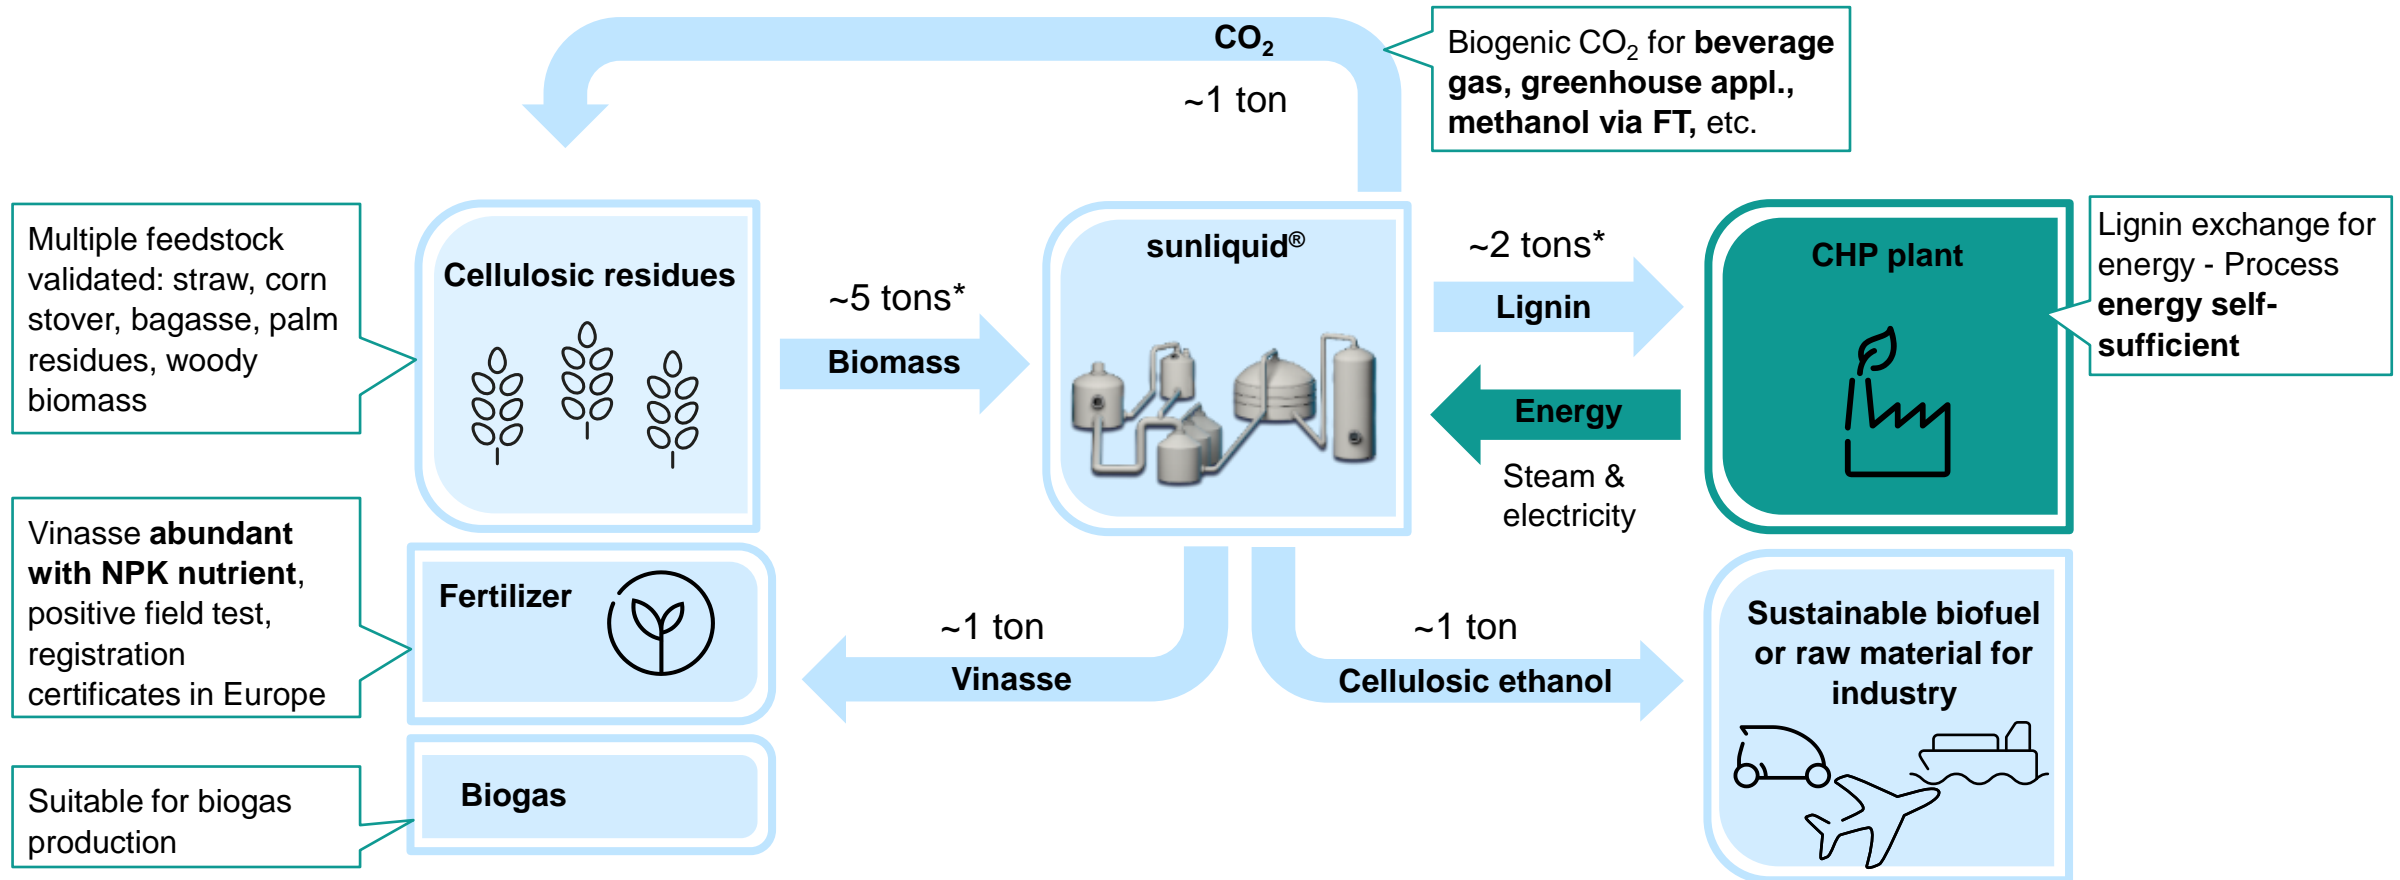 CO₂
~1 ton
Biogenic CO₂ for beverage
gas, greenhouse appl.,
methanol via FT, etc.
Multiple feedstock
validated: straw, corn
stover, bagasse, palm
residues, woody
biomass
Cellulosic residues
~5 tons*
Biomass
sunliquid®
~2 tons*
Lignin
Energy
Steam &
electricity
CHP plant
Lignin exchange for
energy - Process
energy self-
sufficient
Vinasse abundant
with NPK nutrient,
positive field test,
registration
certificates in Europe
Fertilizer
~1 ton
Vinasse
~1 ton
Cellulosic ethanol
Sustainable biofuel
or raw material for
industry
Suitable for biogas
production
Biogas